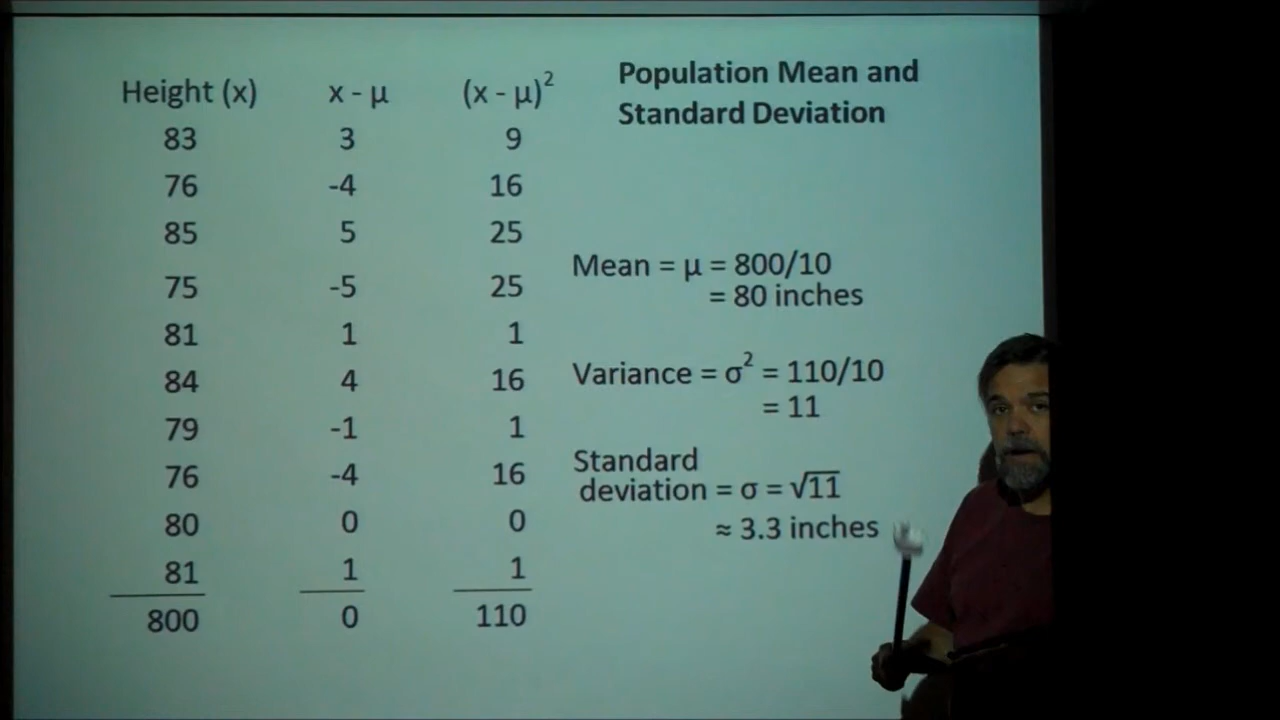 Population Mean and
Standard Deviation
Height (x) x - μ (x - μ)²
83 3 9
76 -4 16
85 5 25
75 -5 25
81 1 1
84 4 16
79 -1 1
76 -4 16
80 0 0
81 1 1
800 0 110
Mean = μ = 800/10
= 80 inches
Variance = σ² = 110/10
= 11
Standard
deviation = σ = √11
≈ 3.3 inches